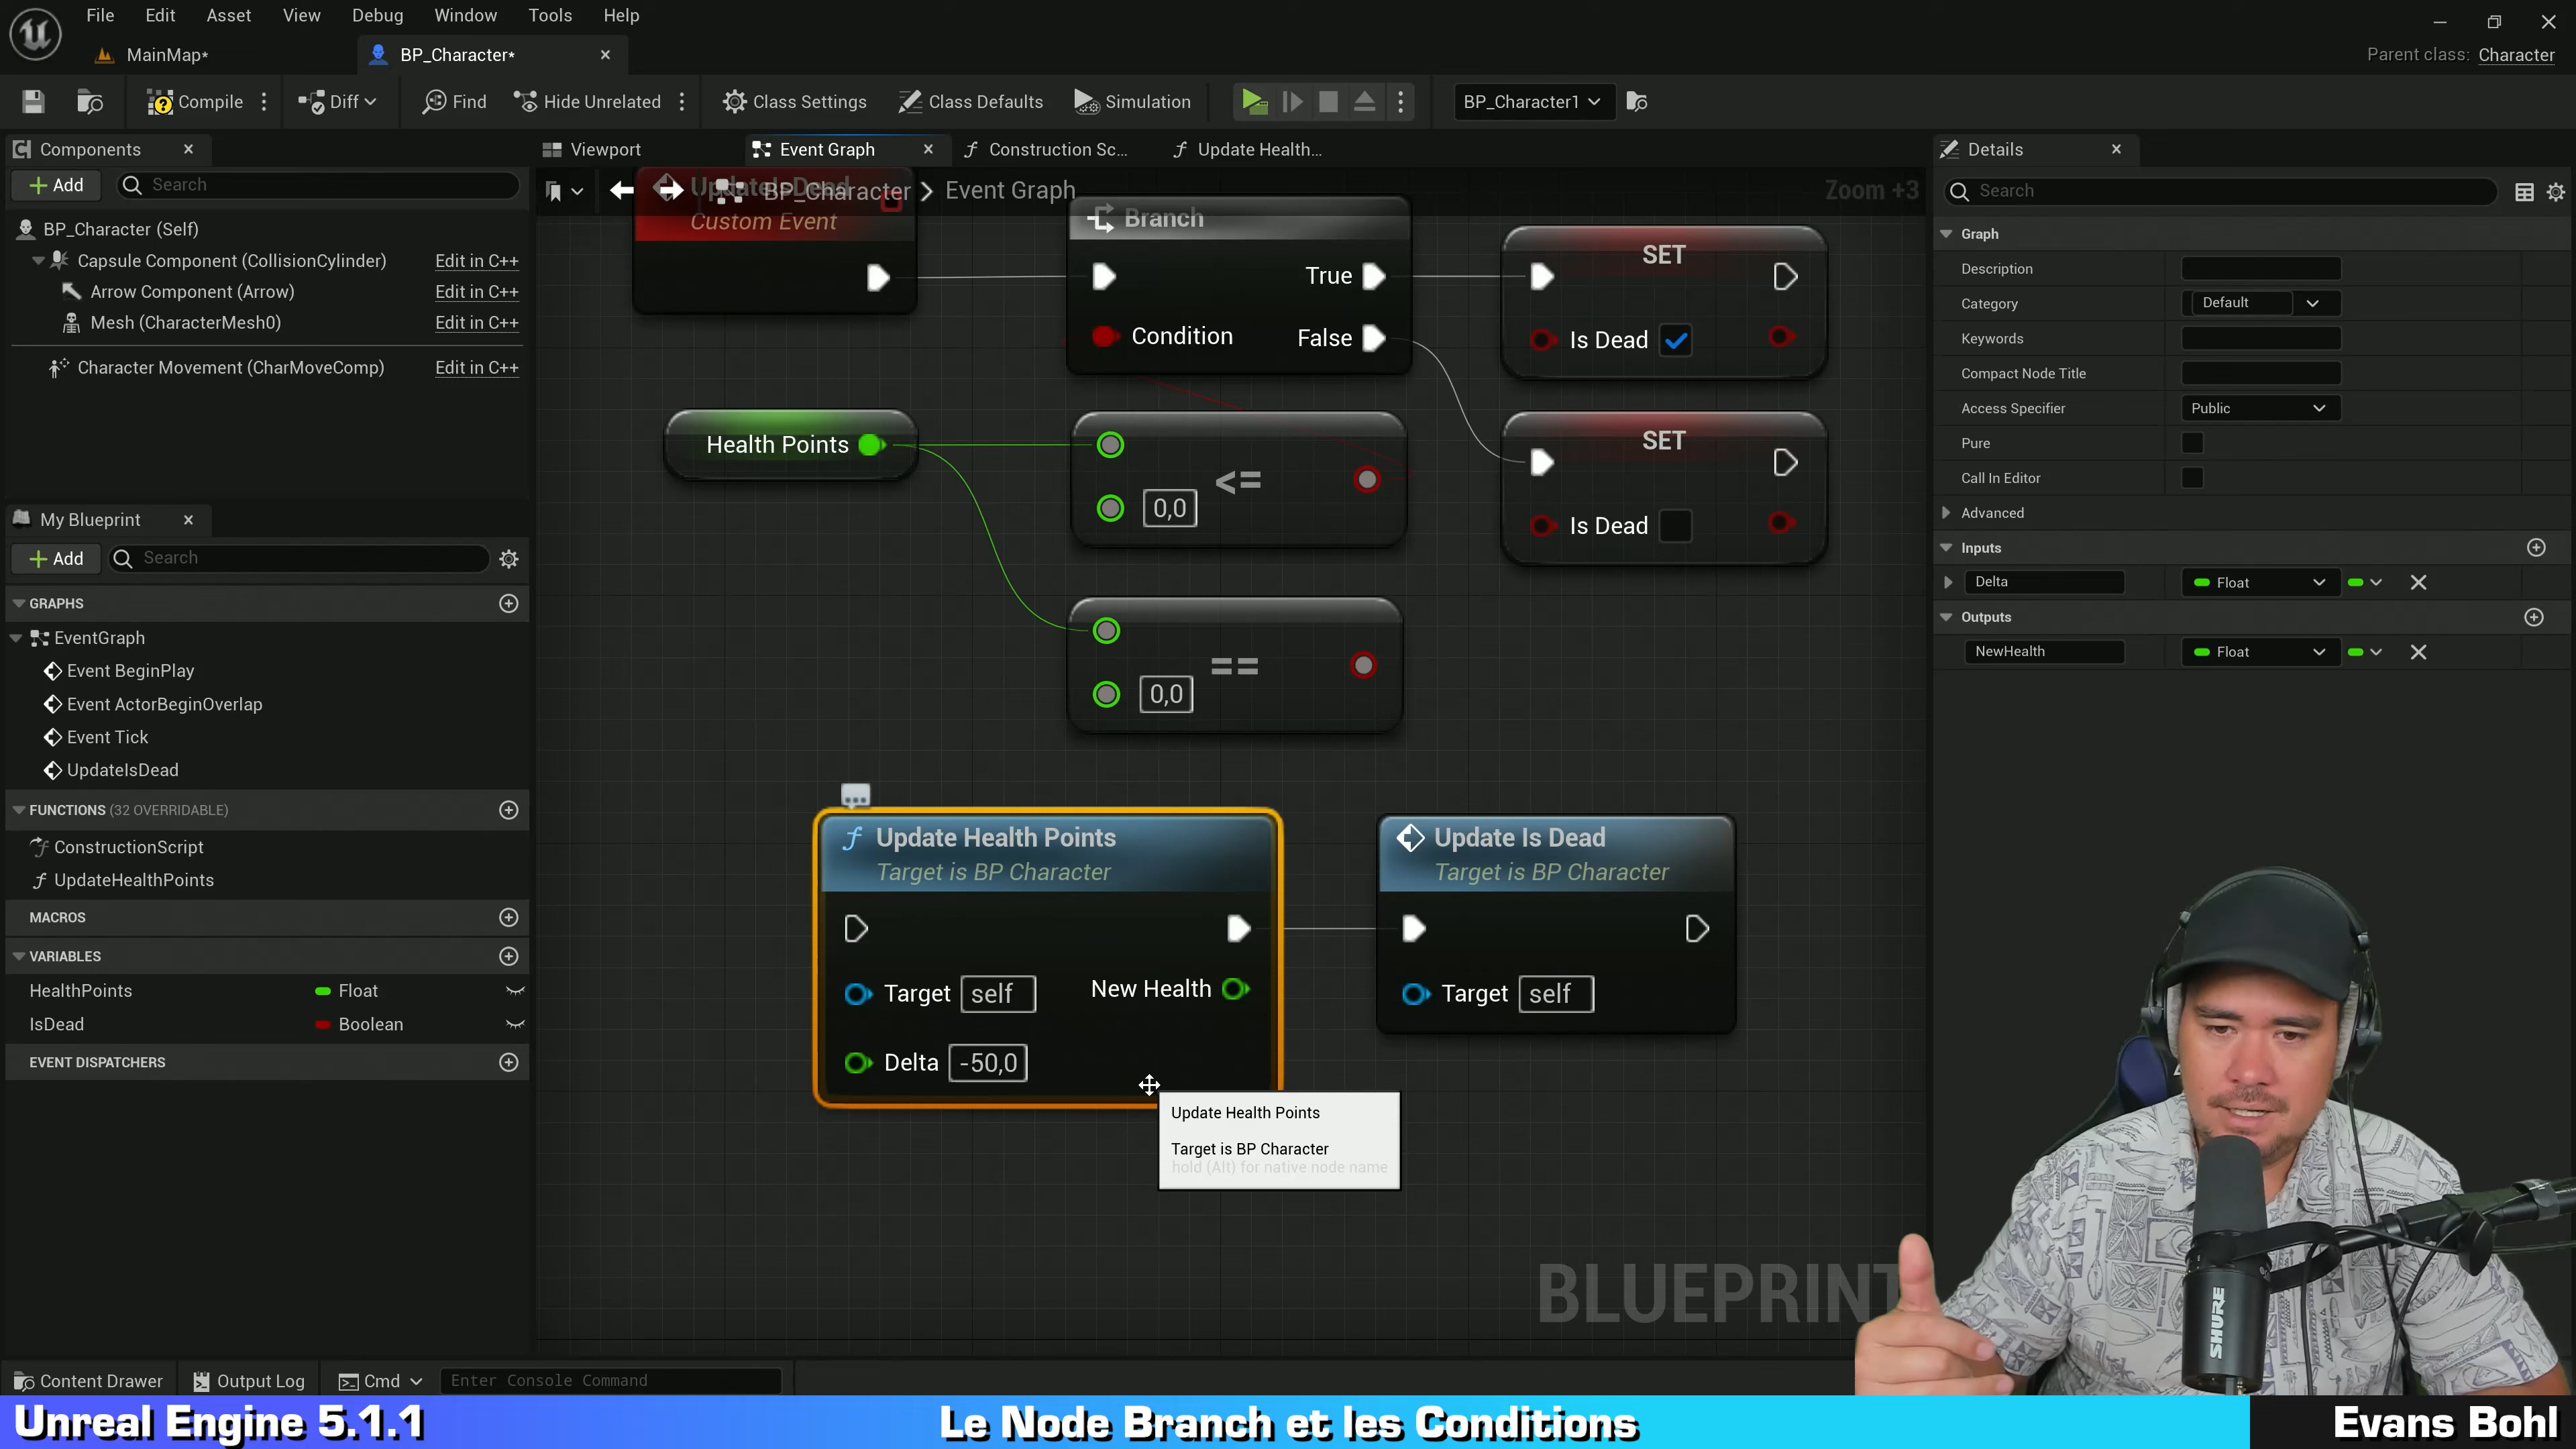 File Edit Asset View Debug Window Tools Help
MainMap* BP_Character*
Parent class: Character
Compile Diff Find Hide Unrelated Class Settings Class Defaults Simulation BP_Character1
Components
Add Search
BP_Character (Self)
Capsule Component (CollisionCylinder) Edit in C++
Arrow Component (Arrow) Edit in C++
Mesh (CharacterMesh0) Edit in C++
Character Movement (CharMoveComp) Edit in C++
My Blueprint
Add Search
GRAPHS
EventGraph
Event BeginPlay
Event ActorBeginOverlap
Event Tick
UpdateIsDead
FUNCTIONS (32 OVERRIDABLE)
ConstructionScript
UpdateHealthPoints
MACROS
VARIABLES
HealthPoints Float
IsDead Boolean
EVENT DISPATCHERS
Viewport Event Graph Construction Sc... Update Health...
BP_Character > Event Graph
Zoom +3
UpdateIsDead
Custom Event
Branch
True
Condition False
SET
Is Dead
Health Points
<=
0,0
SET
Is Dead
==
0,0
Update Health Points
Target is BP Character
Target self New Health
Delta -50,0
Update Is Dead
Target is BP Character
Target self
Update Health Points
Target is BP Character
hold (Alt) for native node name
BLUEPRINT
Details
Search
Graph
Description
Category Default
Keywords
Compact Node Title
Access Specifier Public
Pure
Call In Editor
Advanced
Inputs
Delta Float
Outputs
NewHealth Float
SHURE
Content Drawer Output Log Cmd Enter Console Command
Unreal Engine 5.1.1 Le Node Branch et les Conditions Evans Bohl